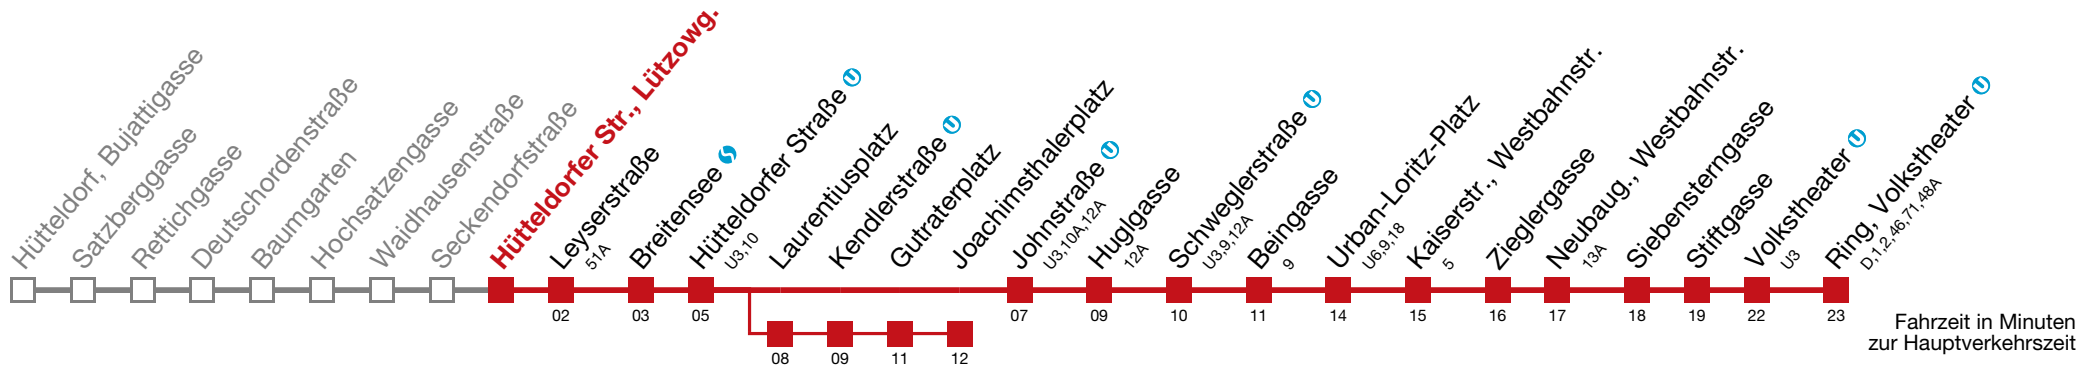 Hütteldorf, Bujattigasse
Satzberggasse
Rettichgasse
Deutschordenstraße
Baumgarten
Hochsatzengasse
Waidhausenstraße
Seckendorfstraße
Hütteldorfer Str., Lützowg.
Leyserstraße
51A
Breitensee
Hütteldorfer Straße U
U3,10
Laurentiusplatz
Kendlerstraße U
Gutraterplatz
Joachimsthalerplatz
Johnstraße U
U3,10A,12A
Huglgasse
12A
Schweglerstraße U
U3,9,12A
Beingasse
9
Urban-Loritz-Platz
U6,9,18
Kaiserstr., Westbahnstr.
5
Zieglergasse
Neubaug., Westbahnstr.
13A
Siebensterngasse
Stiftgasse
Volkstheater U
U3
Ring, Volkstheater U
D,1,2,46,71,48A
02 03 05 07 09 10 11 14 15 16 17 18 19 22 23
08 09 11 12
Fahrzeit in Minuten
zur Hauptverkehrszeit